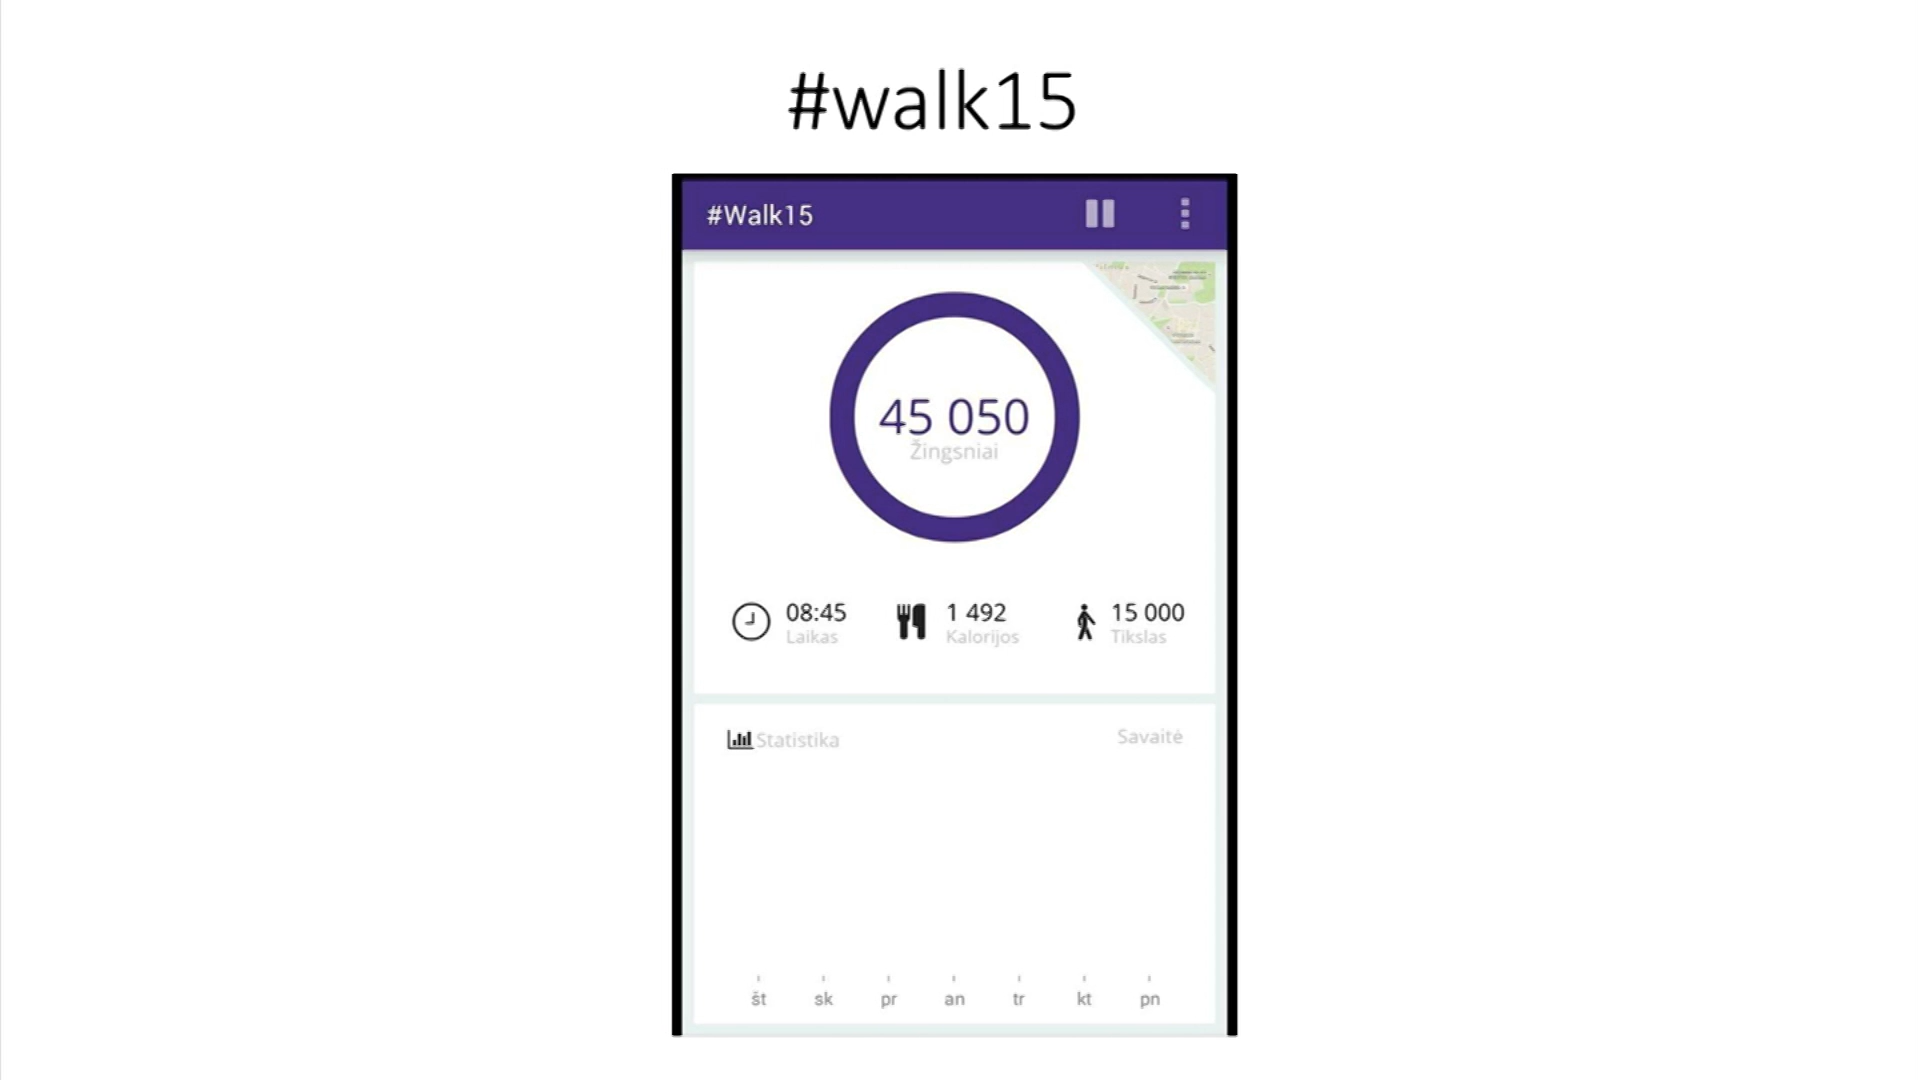 #walk15
#Walk15
45 050
Žingsniai
08:45 1 492 15 000
Laikas Kalorijos Tikslas
Statistika Savaitė
št sk pr an tr kt pn